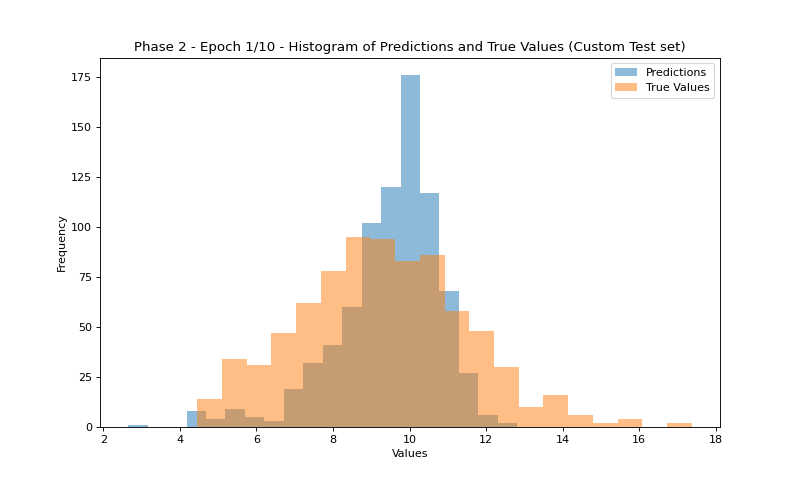 Phase 2 - Epoch 1/10 - Histogram of Predictions and True Values (Custom Test set)
Predictions
True Values
175
150
125
100
75
50
25
0
Frequency
2 4 6 8 10 12 14 16 18
Values